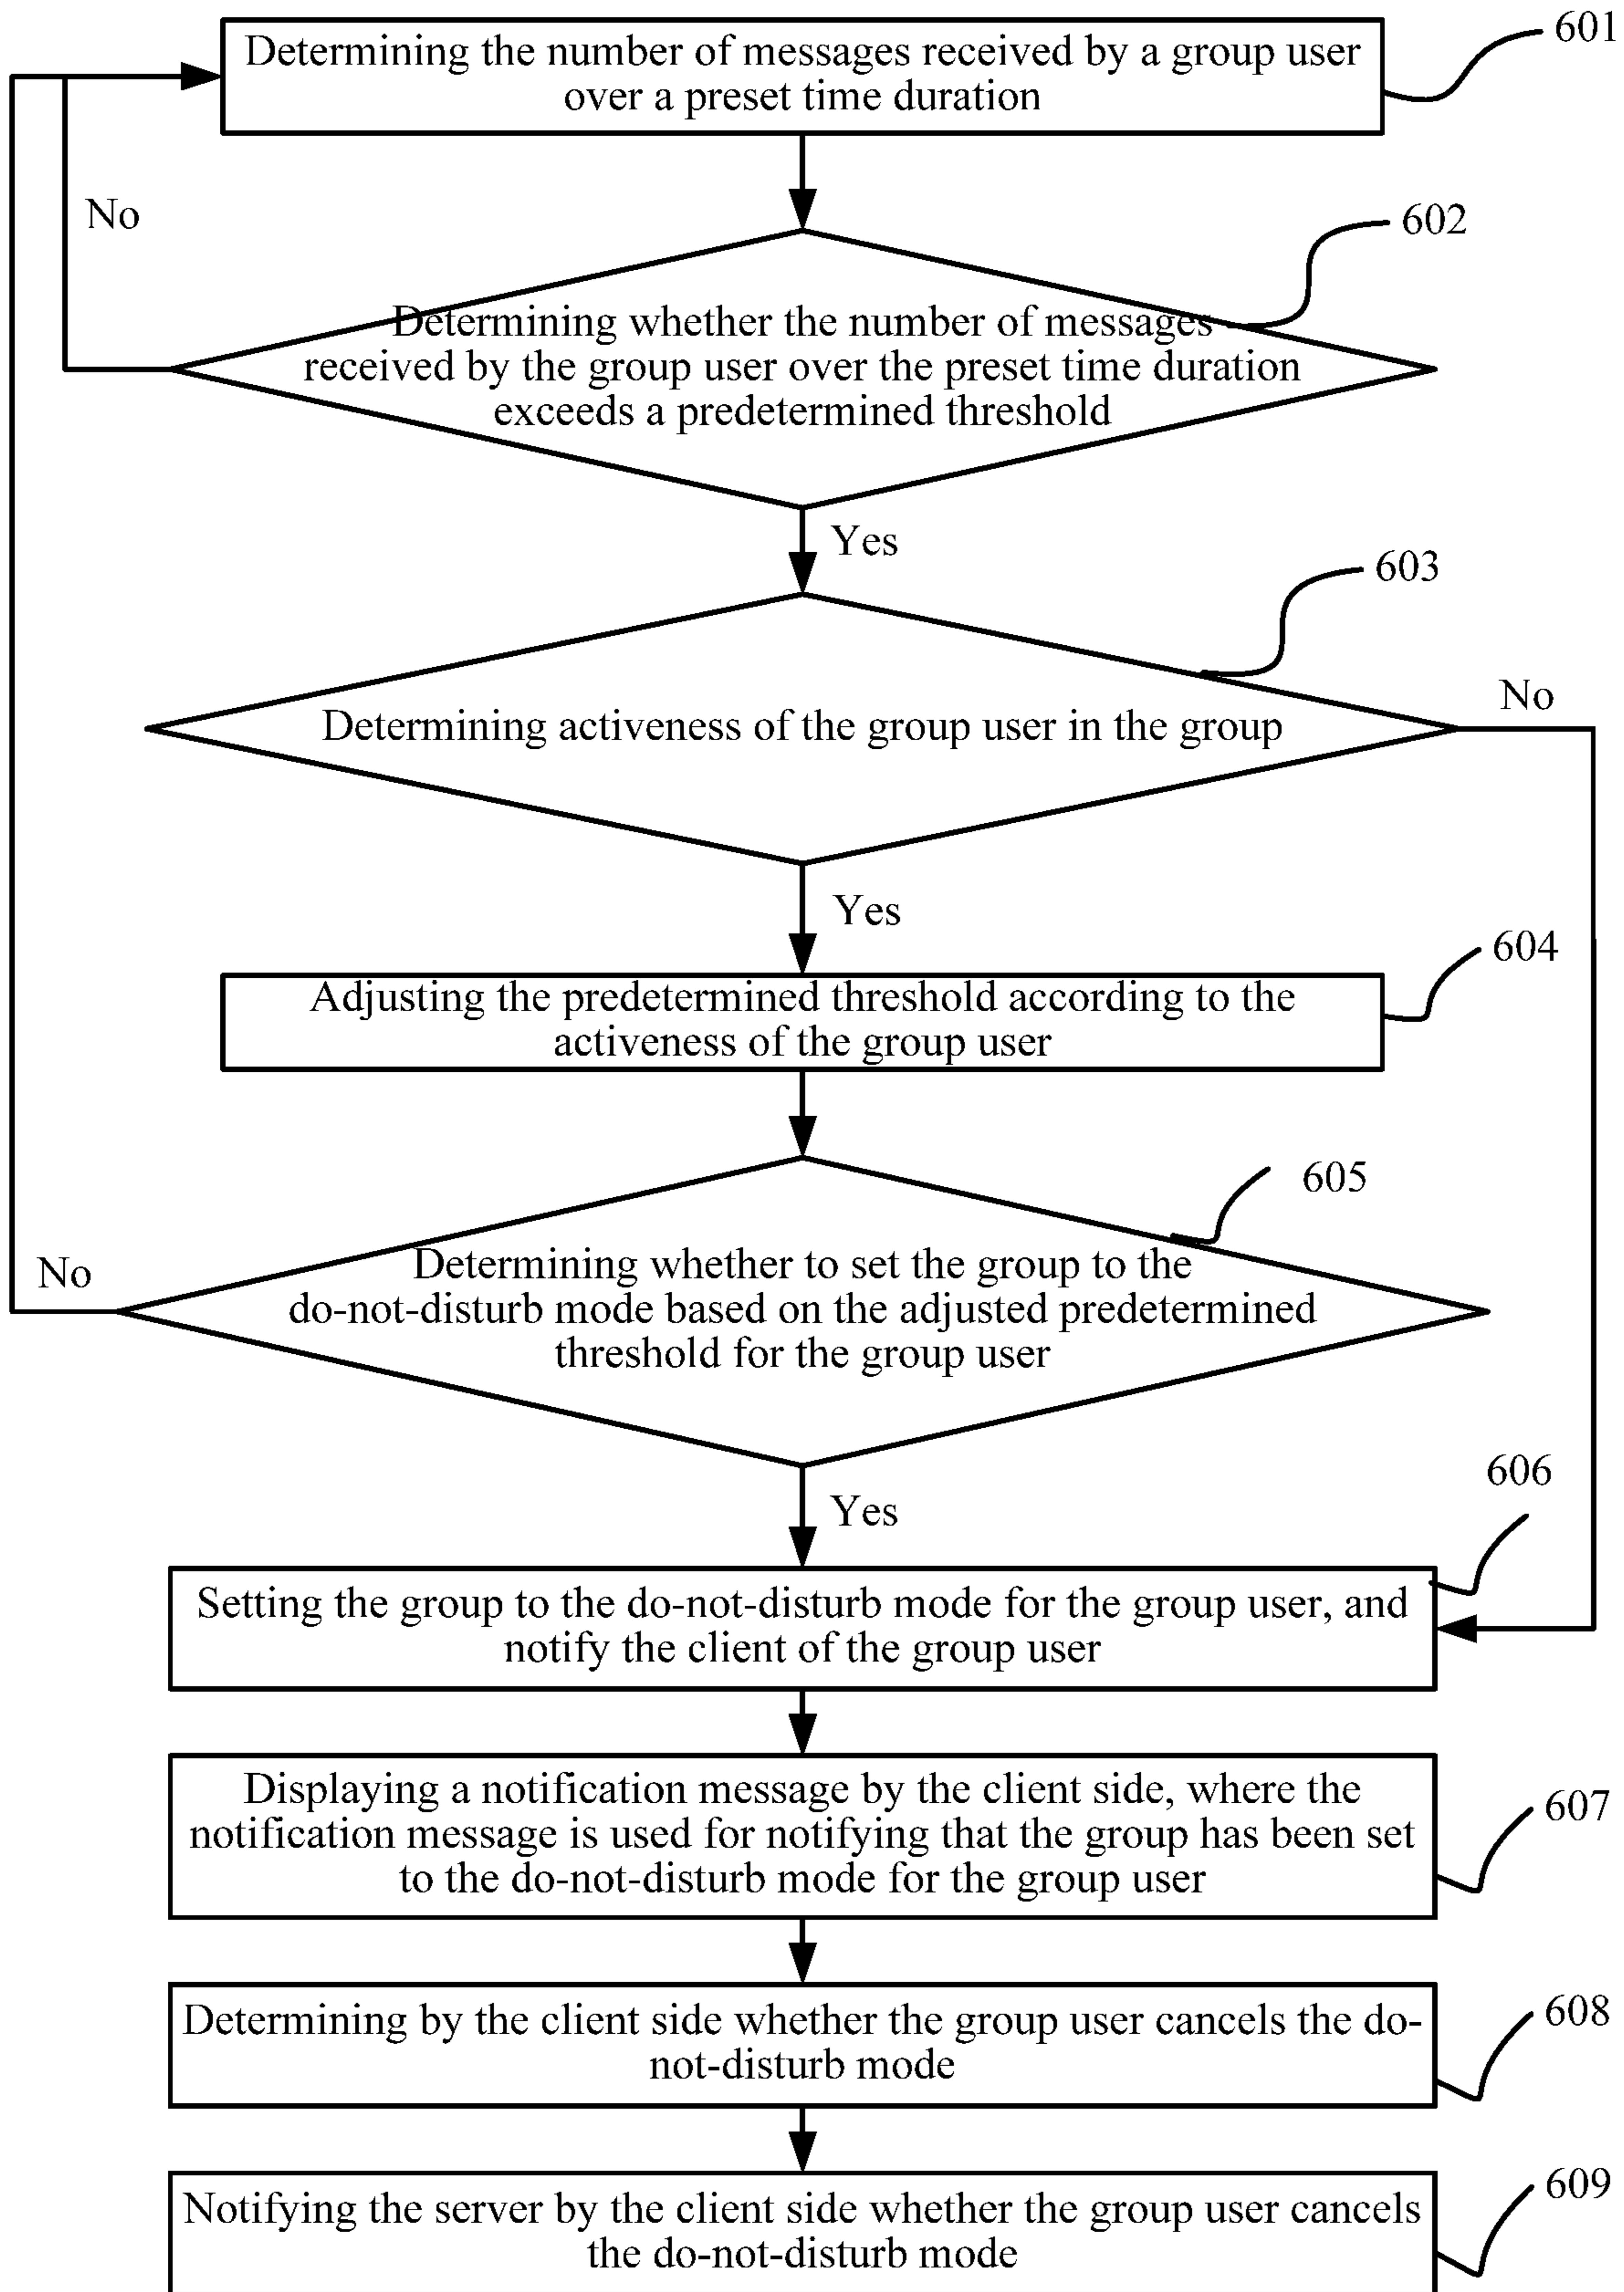 601
Determining the number of messages received by a group user
over a preset time duration
No
602
Determining whether the number of messages
received by the group user over the preset time duration
exceeds a predetermined threshold
Yes
603
No
Determining activeness of the group user in the group
Yes
604
Adjusting the predetermined threshold according to the
activeness of the group user
605
No
Determining whether to set the group to the
do-not-disturb mode based on the adjusted predetermined
threshold for the group user
606
Yes
Setting the group to the do-not-disturb mode for the group user, and
notify the client of the group user
607
Displaying a notification message by the client side, where the
notification message is used for notifying that the group has been set
to the do-not-disturb mode for the group user
608
Determining by the client side whether the group user cancels the do-
not-disturb mode
609
Notifying the server by the client side whether the group user cancels
the do-not-disturb mode